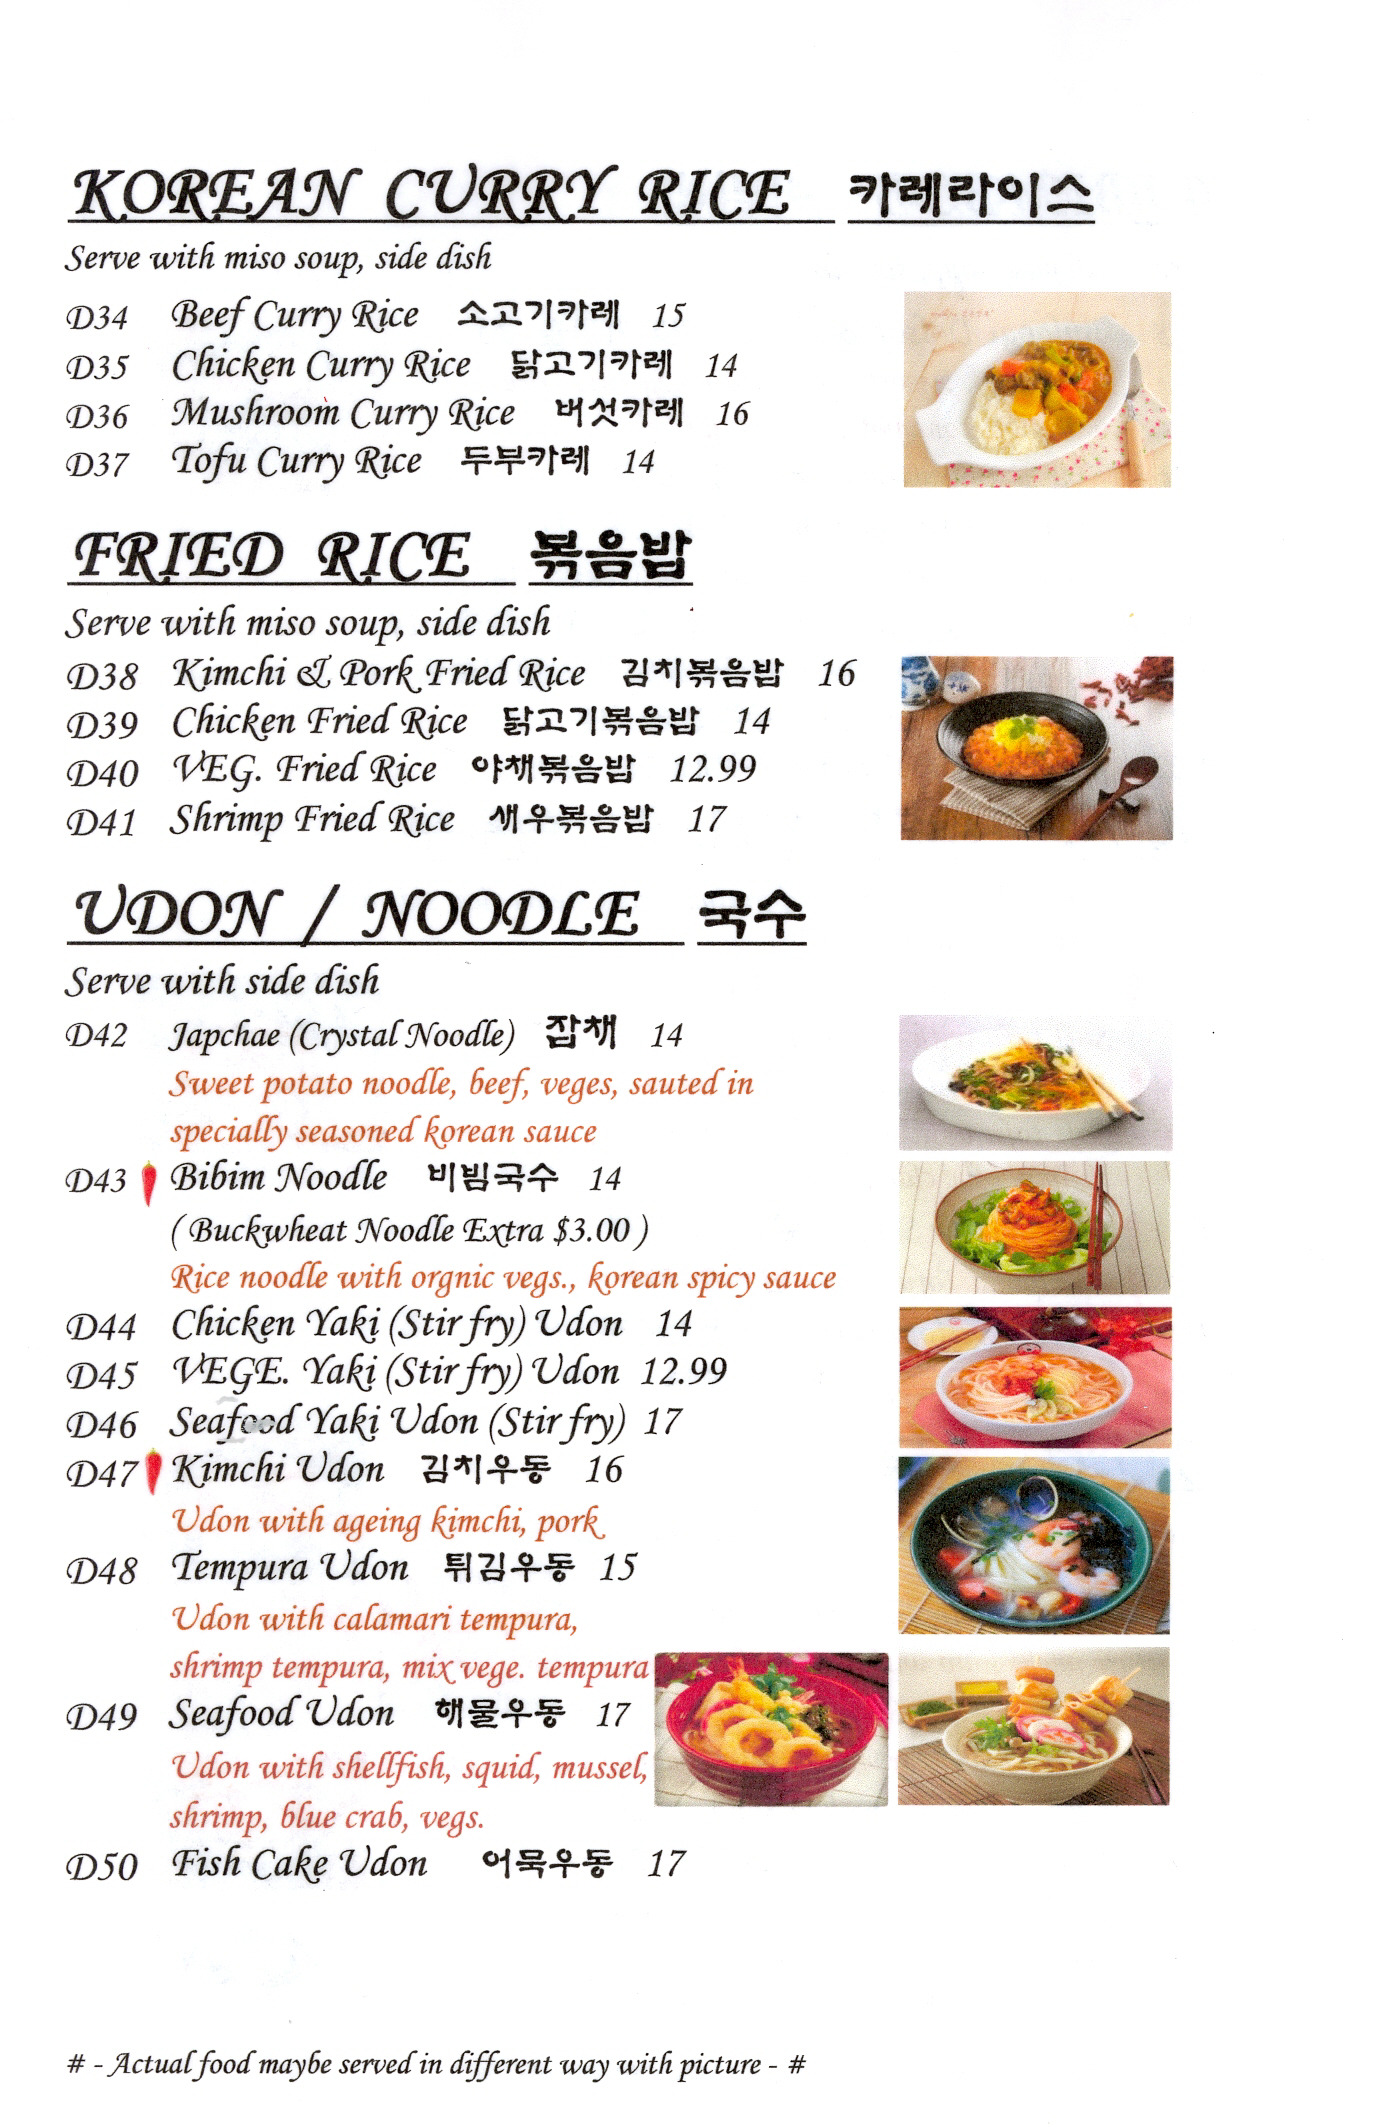 KOREAN CURRY RICE 카레라이스
Serve with miso soup, side dish
D34 Beef Curry Rice 소고기카레 15
D35 Chicken Curry Rice 닭고기카레 14
D36 Mushroom Curry Rice 버섯카레 16
D37 Tofu Curry Rice 두부카레 14
FRIED RICE 볶음밥
Serve with miso soup, side dish
D38 Kimchi & Pork Fried Rice 김치볶음밥 16
D39 Chicken Fried Rice 닭고기볶음밥 14
D40 VEG. Fried Rice 야채볶음밥 12.99
D41 Shrimp Fried Rice 새우볶음밥 17
UDON / NOODLE 국수
Serve with side dish
D42 Japchae (Crystal Noodle) 잡채 14
Sweet potato noodle, beef, veges, sauted in
specially seasoned korean sauce
D43 Bibim Noodle 비빔국수 14
( Buckwheat Noodle Extra $3.00 )
Rice noodle with orgnic vegs., korean spicy sauce
D44 Chicken Yaki (Stir fry) Udon 14
D45 VEGE. Yaki (Stir fry) Udon 12.99
D46 Seafood Yaki Udon (Stir fry) 17
D47 Kimchi Udon 김치우동 16
Udon with ageing kimchi, pork
D48 Tempura Udon 튀김우동 15
Udon with calamari tempura,
shrimp tempura, mix vege. tempura
D49 Seafood Udon 해물우동 17
Udon with shellfish, squid, mussel,
shrimp, blue crab, vegs.
D50 Fish Cake Udon 어묵우동 17
# - Actual food maybe served in different way with picture - #